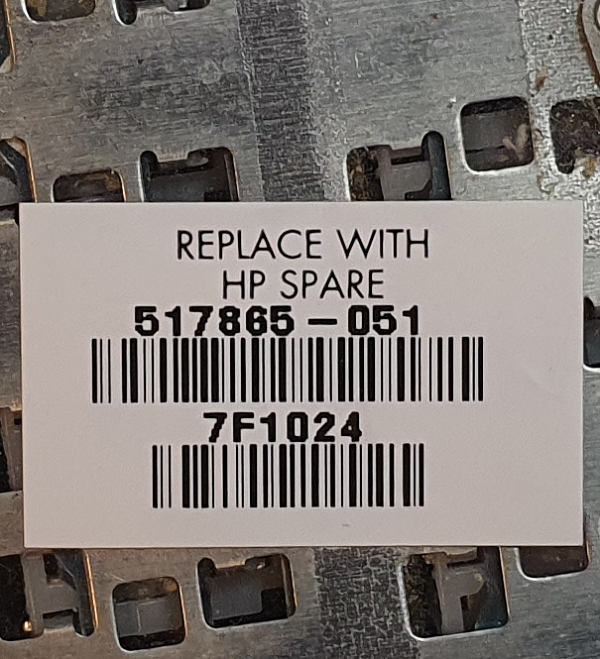 REPLACE WITH
HP SPARE
517865-051
7F1024